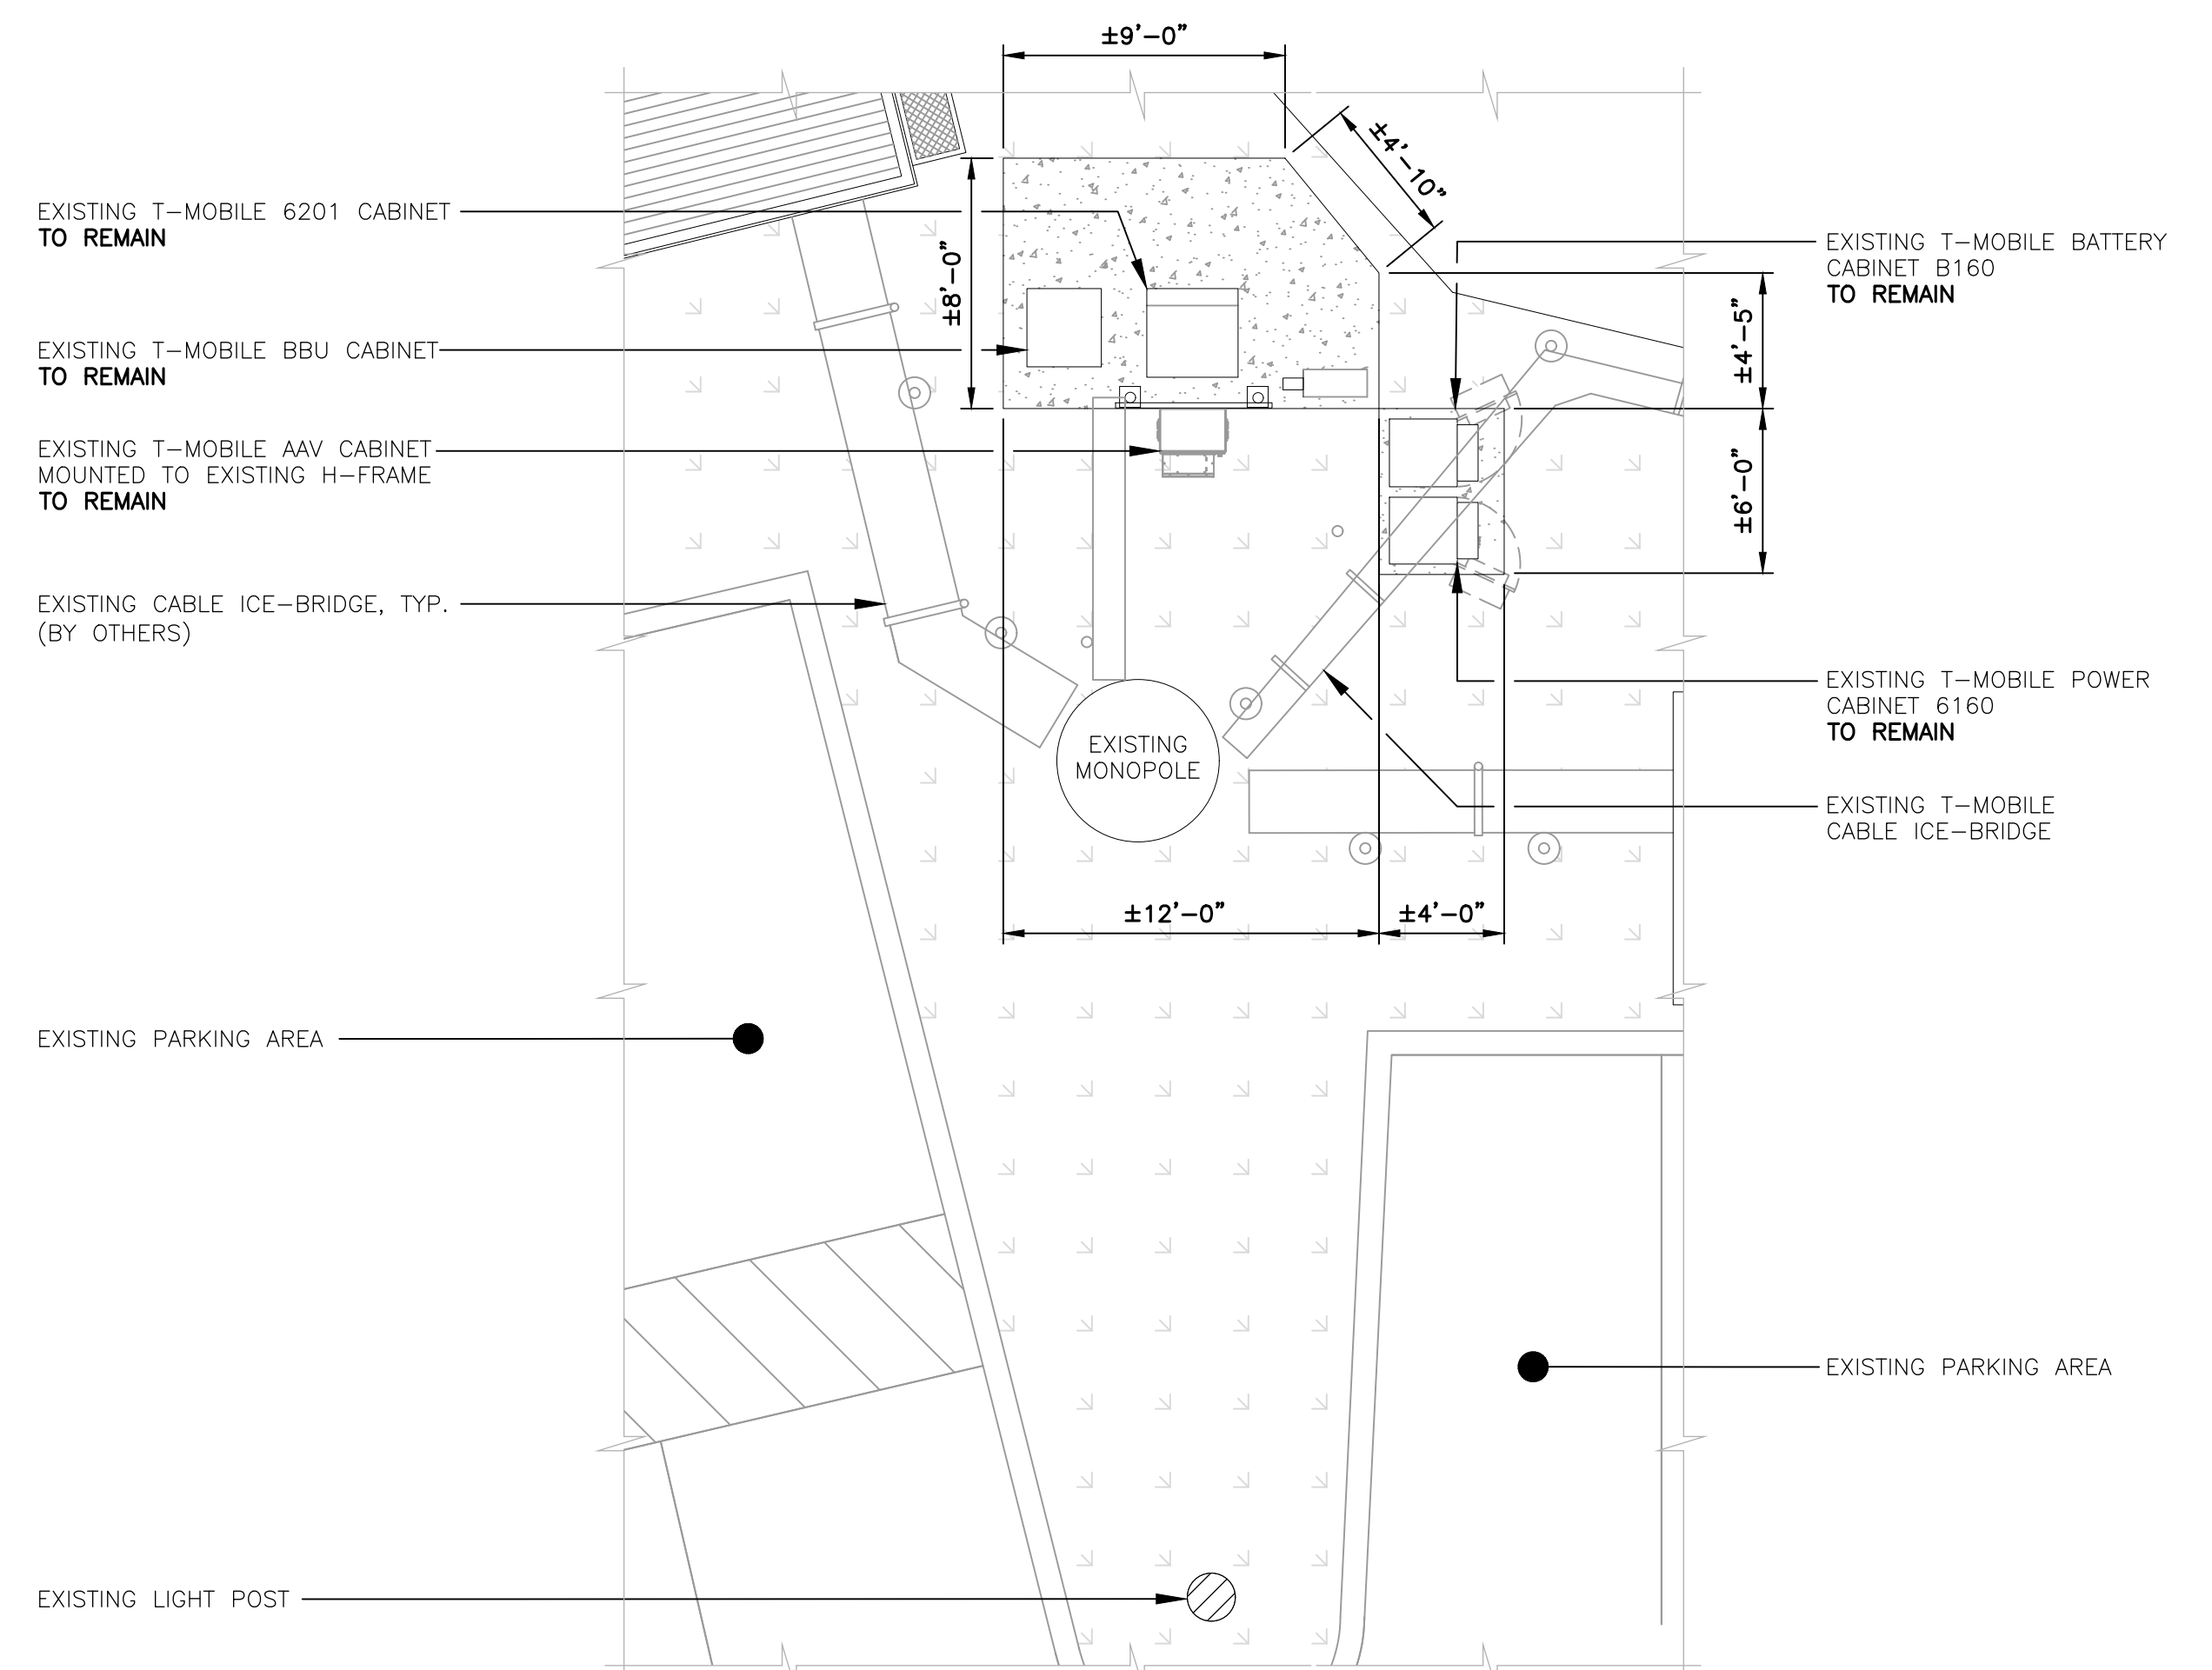 ±9'-0"
±4'-10"
EXISTING T-MOBILE 6201 CABINET
TO REMAIN
±8'-0"
EXISTING T-MOBILE BATTERY
CABINET B160
TO REMAIN
±4'-5"
EXISTING T-MOBILE BBU CABINET
TO REMAIN
EXISTING T-MOBILE AAV CABINET
MOUNTED TO EXISTING H-FRAME
TO REMAIN
±6'-0"
EXISTING CABLE ICE-BRIDGE, TYP.
(BY OTHERS)
EXISTING T-MOBILE POWER
CABINET 6160
TO REMAIN
EXISTING
MONOPOLE
EXISTING T-MOBILE
CABLE ICE-BRIDGE
±12'-0"
±4'-0"
EXISTING PARKING AREA
EXISTING PARKING AREA
EXISTING LIGHT POST